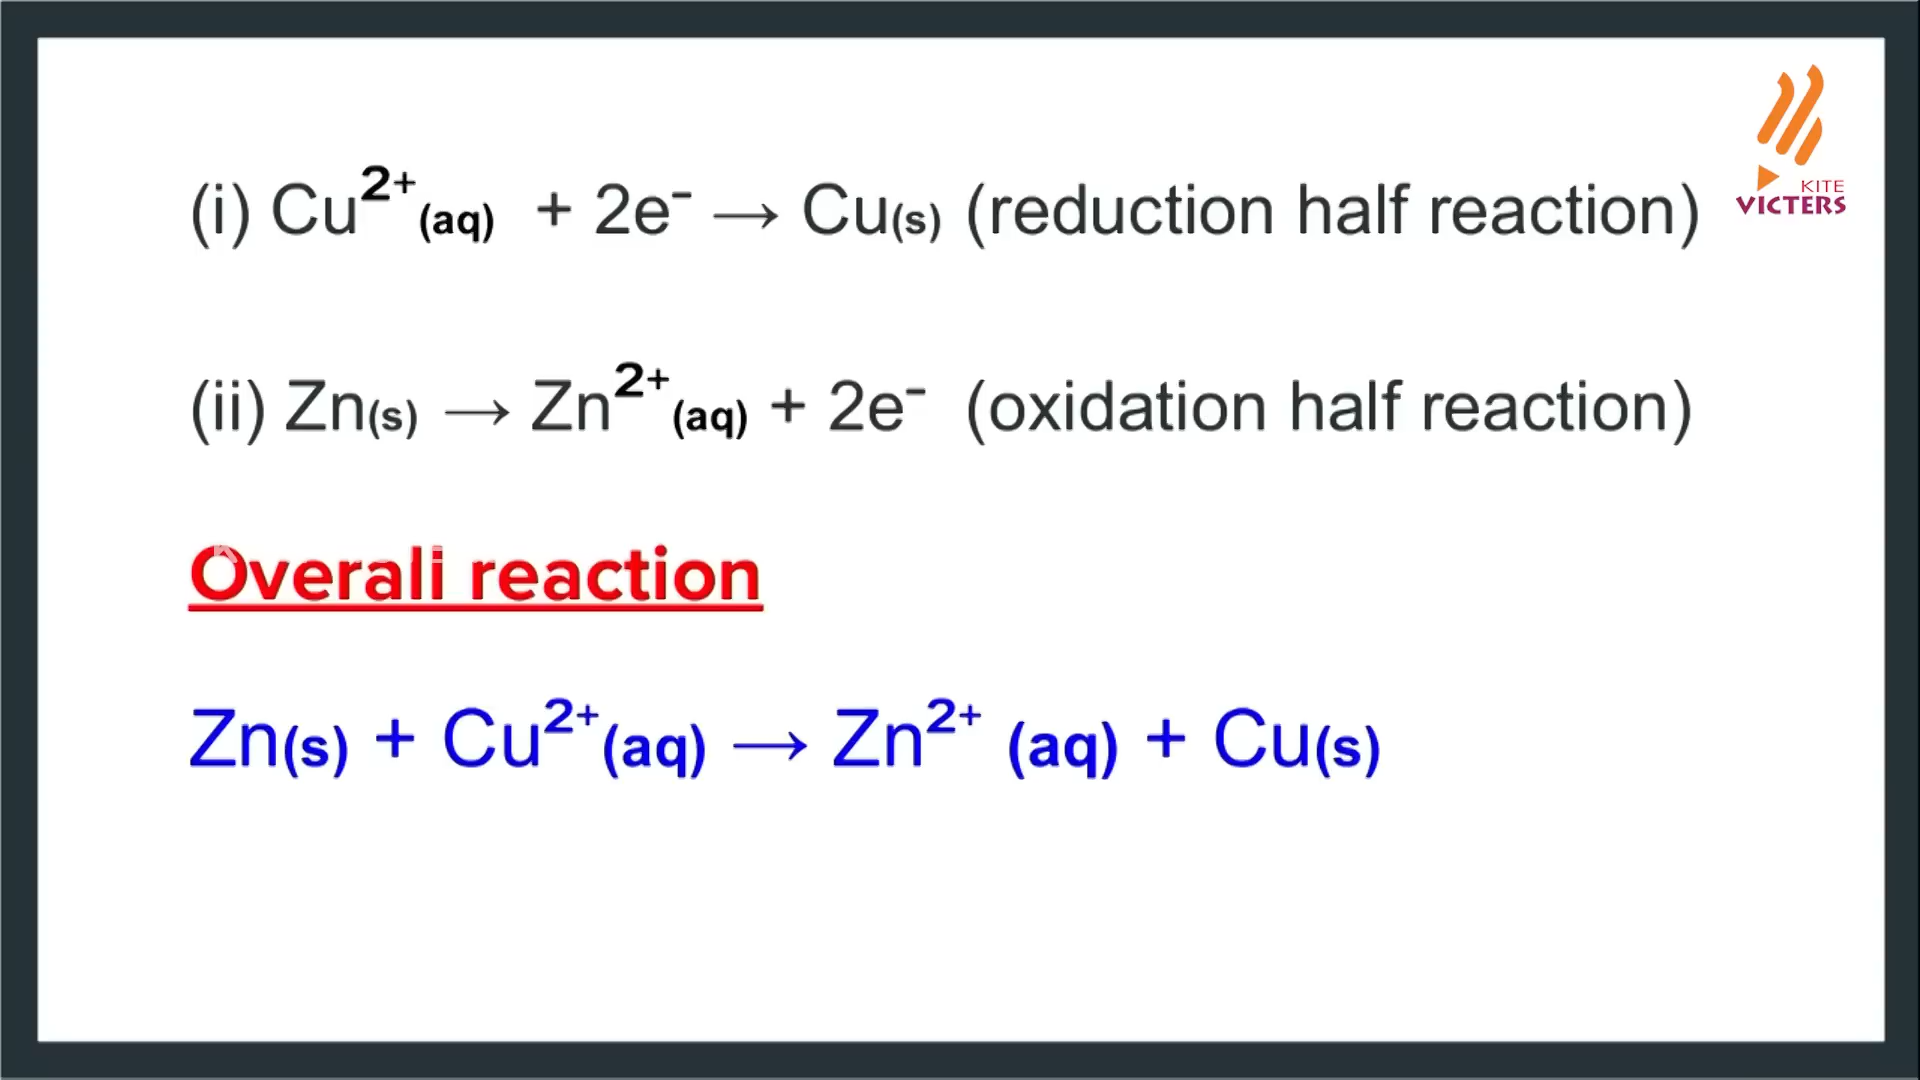 KITE
VICTERS
(i) Cu²⁺(aq) + 2e⁻ → Cu(s) (reduction half reaction)
(ii) Zn(s) → Zn²⁺(aq) + 2e⁻ (oxidation half reaction)
Overali reaction
Zn(s) + Cu²⁺(aq) → Zn²⁺ (aq) + Cu(s)